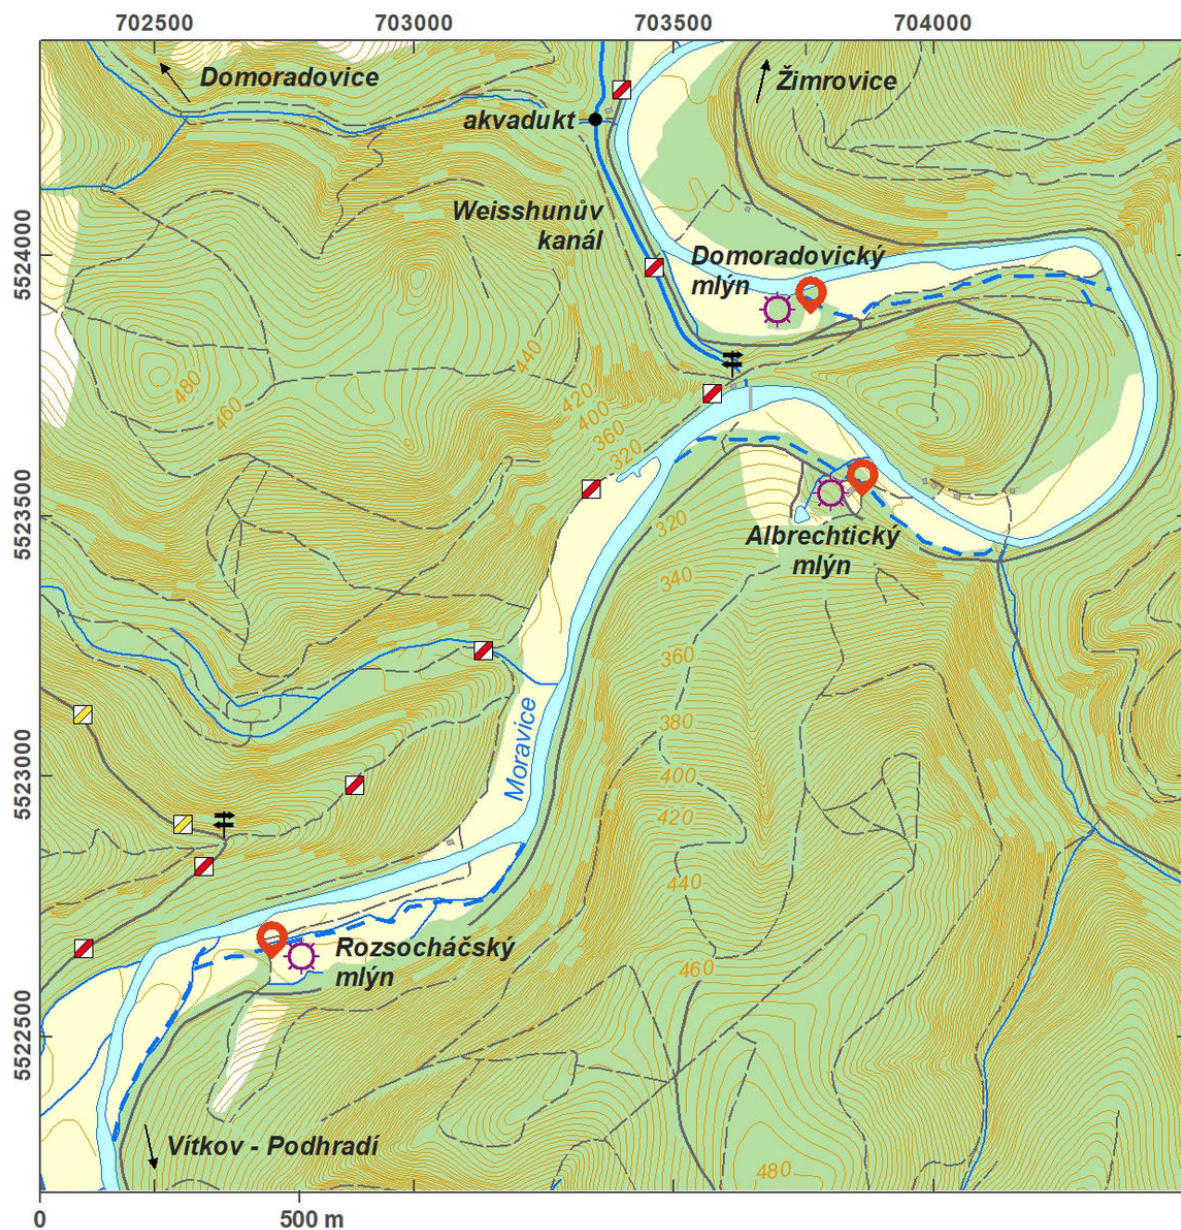 702500
703000
703500
704000
Domoradovice
Žimrovice
akvadukt
Weisshunův
kanál
5524000
Domoradovický
mlýn
440
480
460
420
400
360
320
5523500
320
Albrechtický
mlýn
340
360
380
Moravice
5523000
400
420
440
Rozsocháčský
mlýn
460
5522500
Vítkov - Podhradí
480
0
500 m